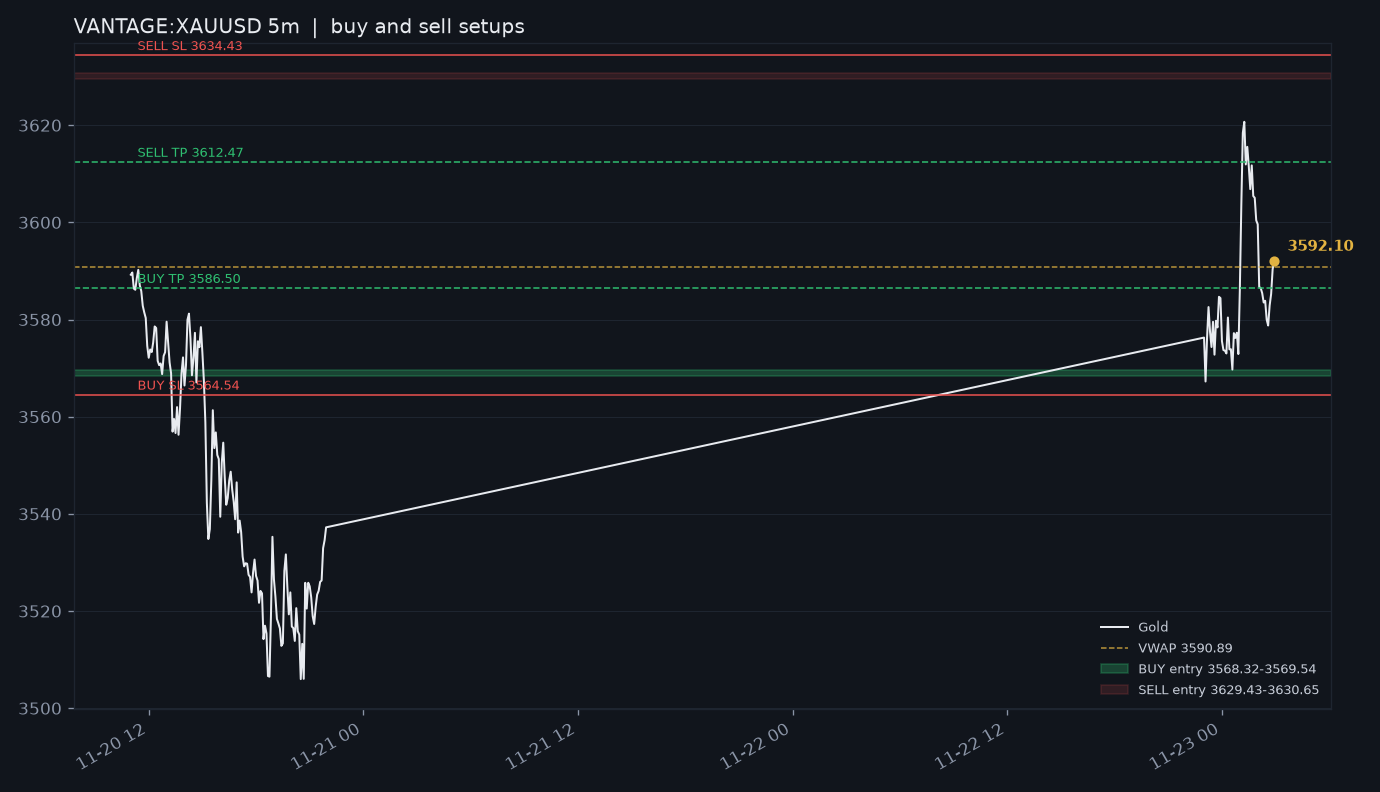 VANTAGE:XAUUSD 5m | buy and sell setups
SELL SL 3634.43
3620
SELL TP 3612.47
3600
3592.10
BUY TP 3586.50
3580
BUY SL 3564.54
3560
3540
3520
3500
Gold
VWAP 3590.89
BUY entry 3568.32-3569.54
SELL entry 3629.43-3630.65
11-20 12
11-21 00
11-21 12
11-22 00
11-22 12
11-23 00